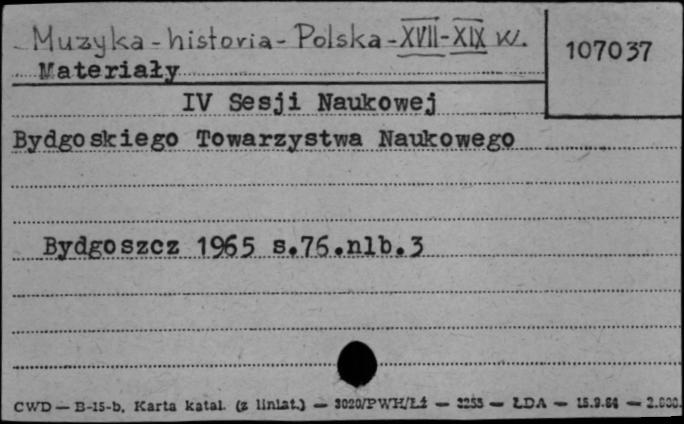 Muzyka - historia - Polska - XVII - XIX w.
107037
Materiały
IV Sesji Naukowej
Bydgoskiego Towarzystwa Naukowego
Bydgoszcz 1965 s.76.nlb.3
CWD — B-15-b, Karta katal. (z liniat.) — 3020/PWH/Łż — 3253 — ŁDA — 15.9.64 — 2.000.